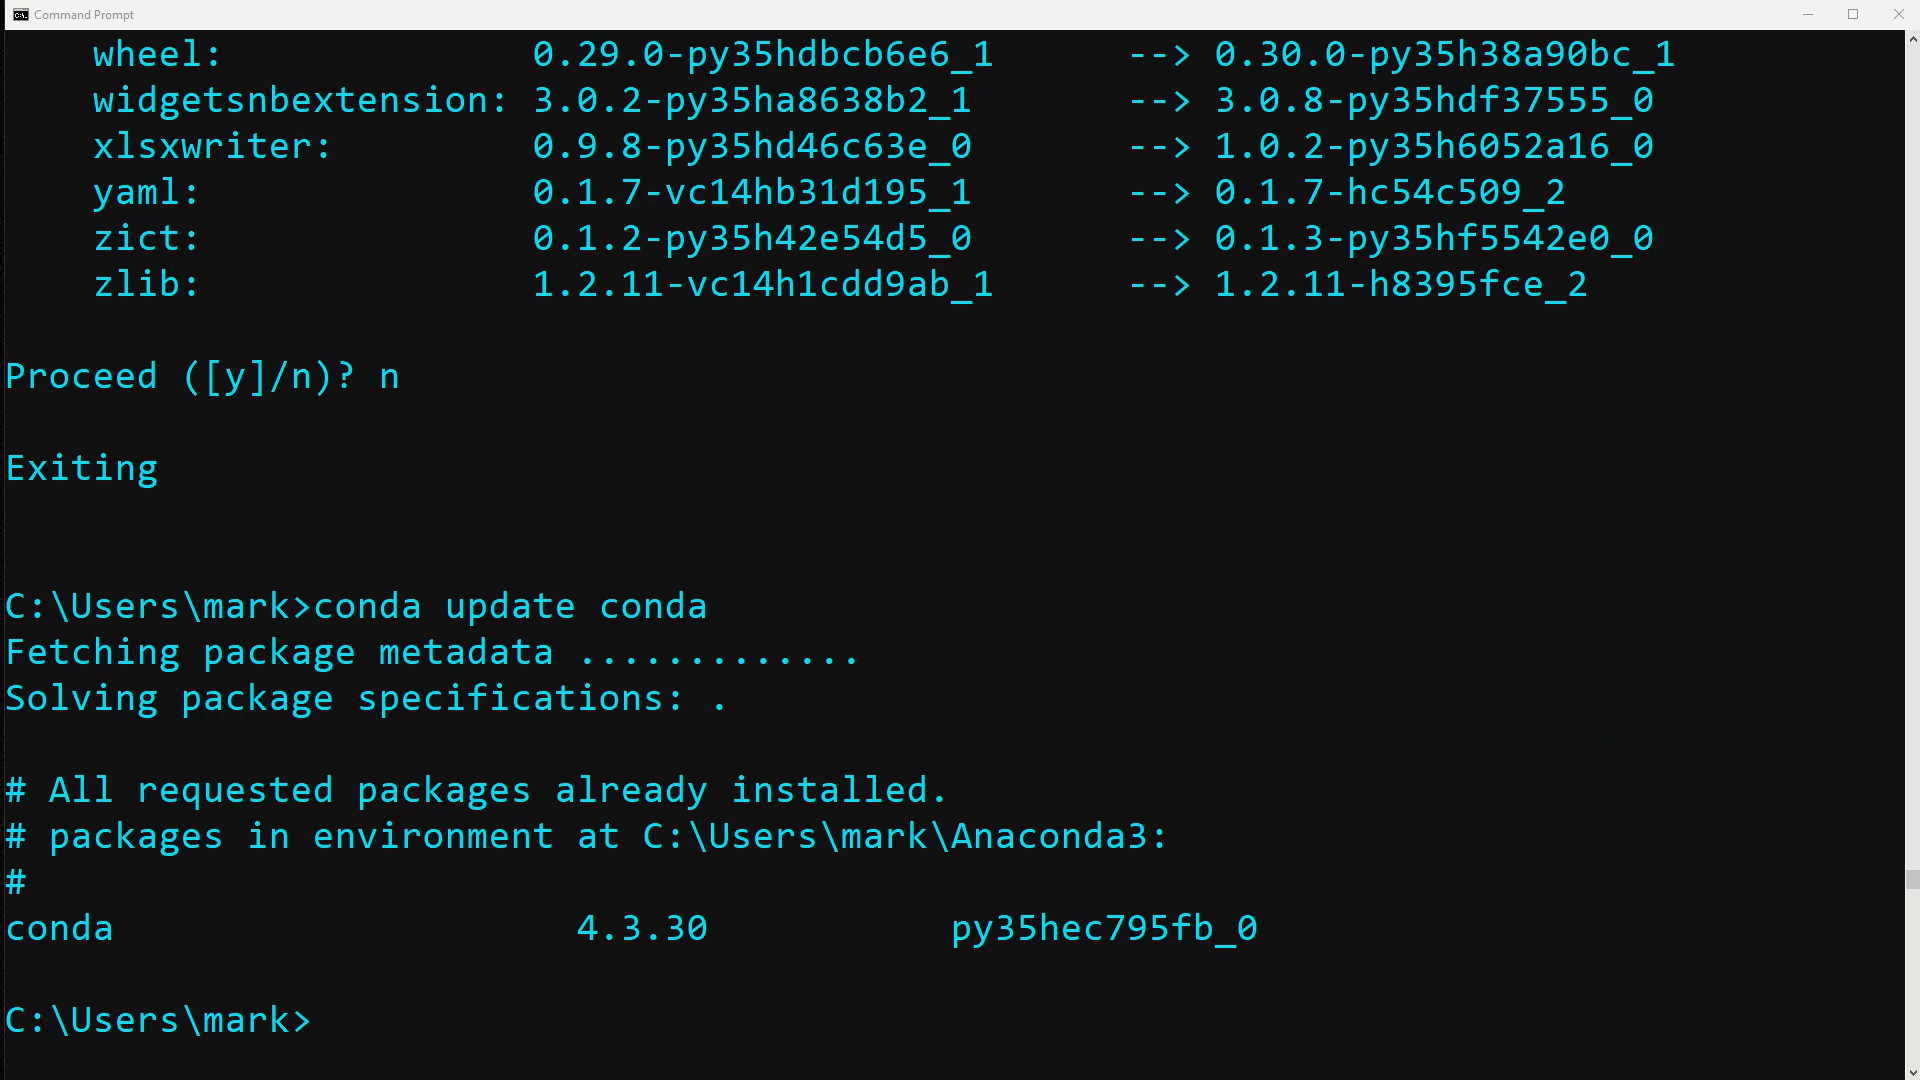 Command Prompt
wheel: 0.29.0-py35hdbcb6e6_1 --> 0.30.0-py35h38a90bc_1
widgetsnbextension: 3.0.2-py35ha8638b2_1 --> 3.0.8-py35hdf37555_0
xlsxwriter: 0.9.8-py35hd46c63e_0 --> 1.0.2-py35h6052a16_0
yaml: 0.1.7-vc14hb31d195_1 --> 0.1.7-hc54c509_2
zict: 0.1.2-py35h42e54d5_0 --> 0.1.3-py35hf5542e0_0
zlib: 1.2.11-vc14h1cdd9ab_1 --> 1.2.11-h8395fce_2
Proceed ([y]/n)? n
Exiting
C:\Users\mark>conda update conda
Fetching package metadata .............
Solving package specifications: .
# All requested packages already installed.
# packages in environment at C:\Users\mark\Anaconda3:
#
conda 4.3.30 py35hec795fb_0
C:\Users\mark>